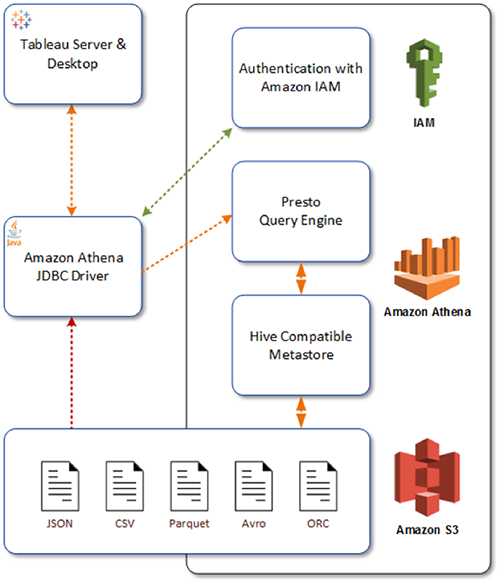 Tableau Server &
Desktop
Authentication with
Amazon IAM
IAM
Presto
Query Engine
Java
Amazon Athena
JDBC Driver
Amazon Athena
Hive Compatible
Metastore
JSON
CSV
Parquet
Avro
ORC
Amazon S3